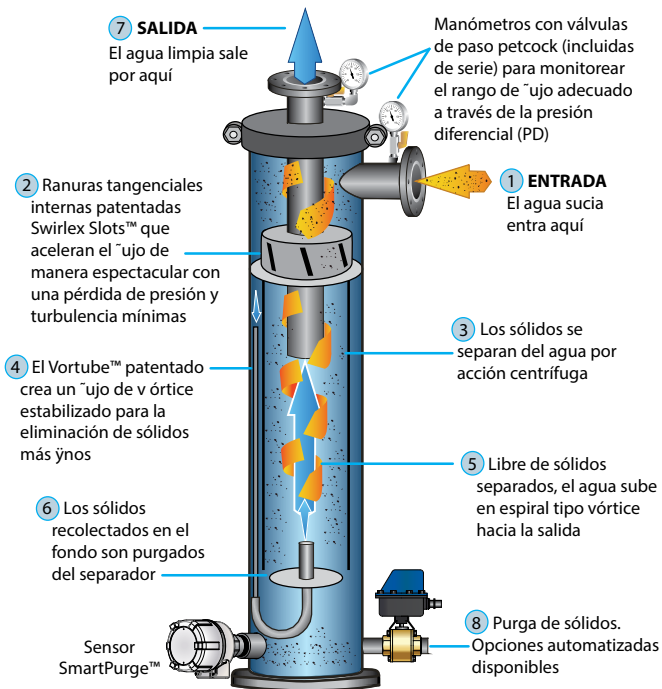 7 SALIDA
El agua limpia sale
por aquí
Manómetros con válvulas
de paso petcock (incluidas
de serie) para monitorear
el rango de ˜ujo adecuado
a través de la presión
diferencial (PD)
1 ENTRADA
El agua sucia
entra aquí
2 Ranuras tangenciales
internas patentadas
Swirlex Slots™ que
aceleran el ˜ujo de
manera espectacular con
una pérdida de presión y
turbulencia mínimas
3 Los sólidos se
separan del agua por
acción centrífuga
4 El Vortube™ patentado
crea un ˜ujo de v órtice
estabilizado para la
eliminación de sólidos
más ÿnos
5 Libre de sólidos
separados, el agua sube
en espiral tipo vórtice
hacia la salida
6 Los sólidos
recolectados en el
fondo son purgados
del separador
Sensor
SmartPurge™
8 Purga de sólidos.
Opciones automatizadas
disponibles